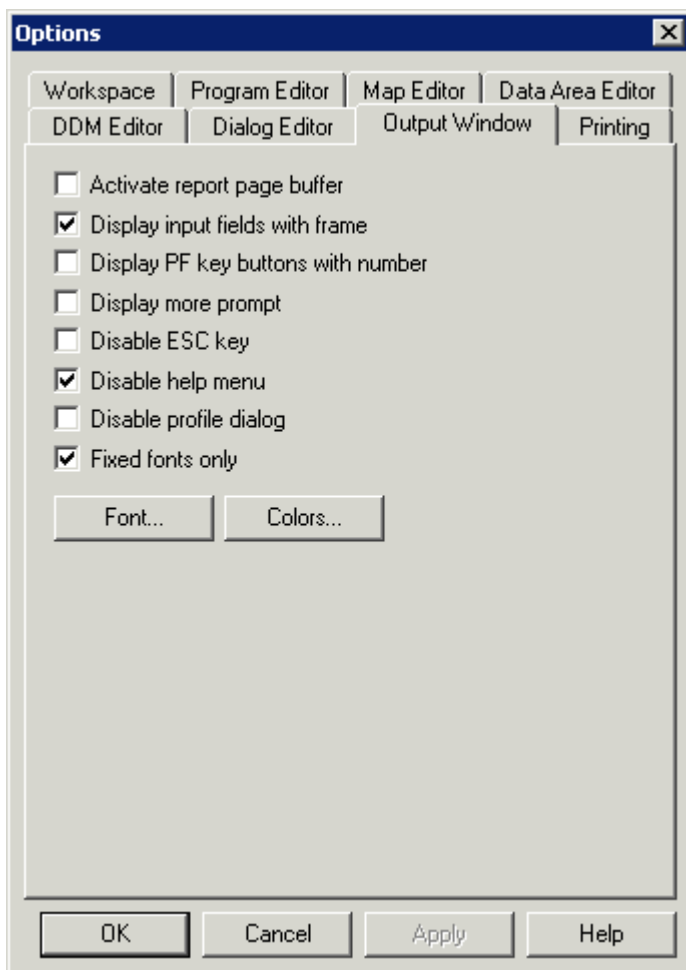 Options
Workspace Program Editor Map Editor Data Area Editor
DDM Editor Dialog Editor Output Window Printing
Activate report page buffer
Display input fields with frame
Display PF key buttons with number
Display more prompt
Disable ESC key
Disable help menu
Disable profile dialog
Fixed fonts only
Font... Colors...
OK Cancel Apply Help